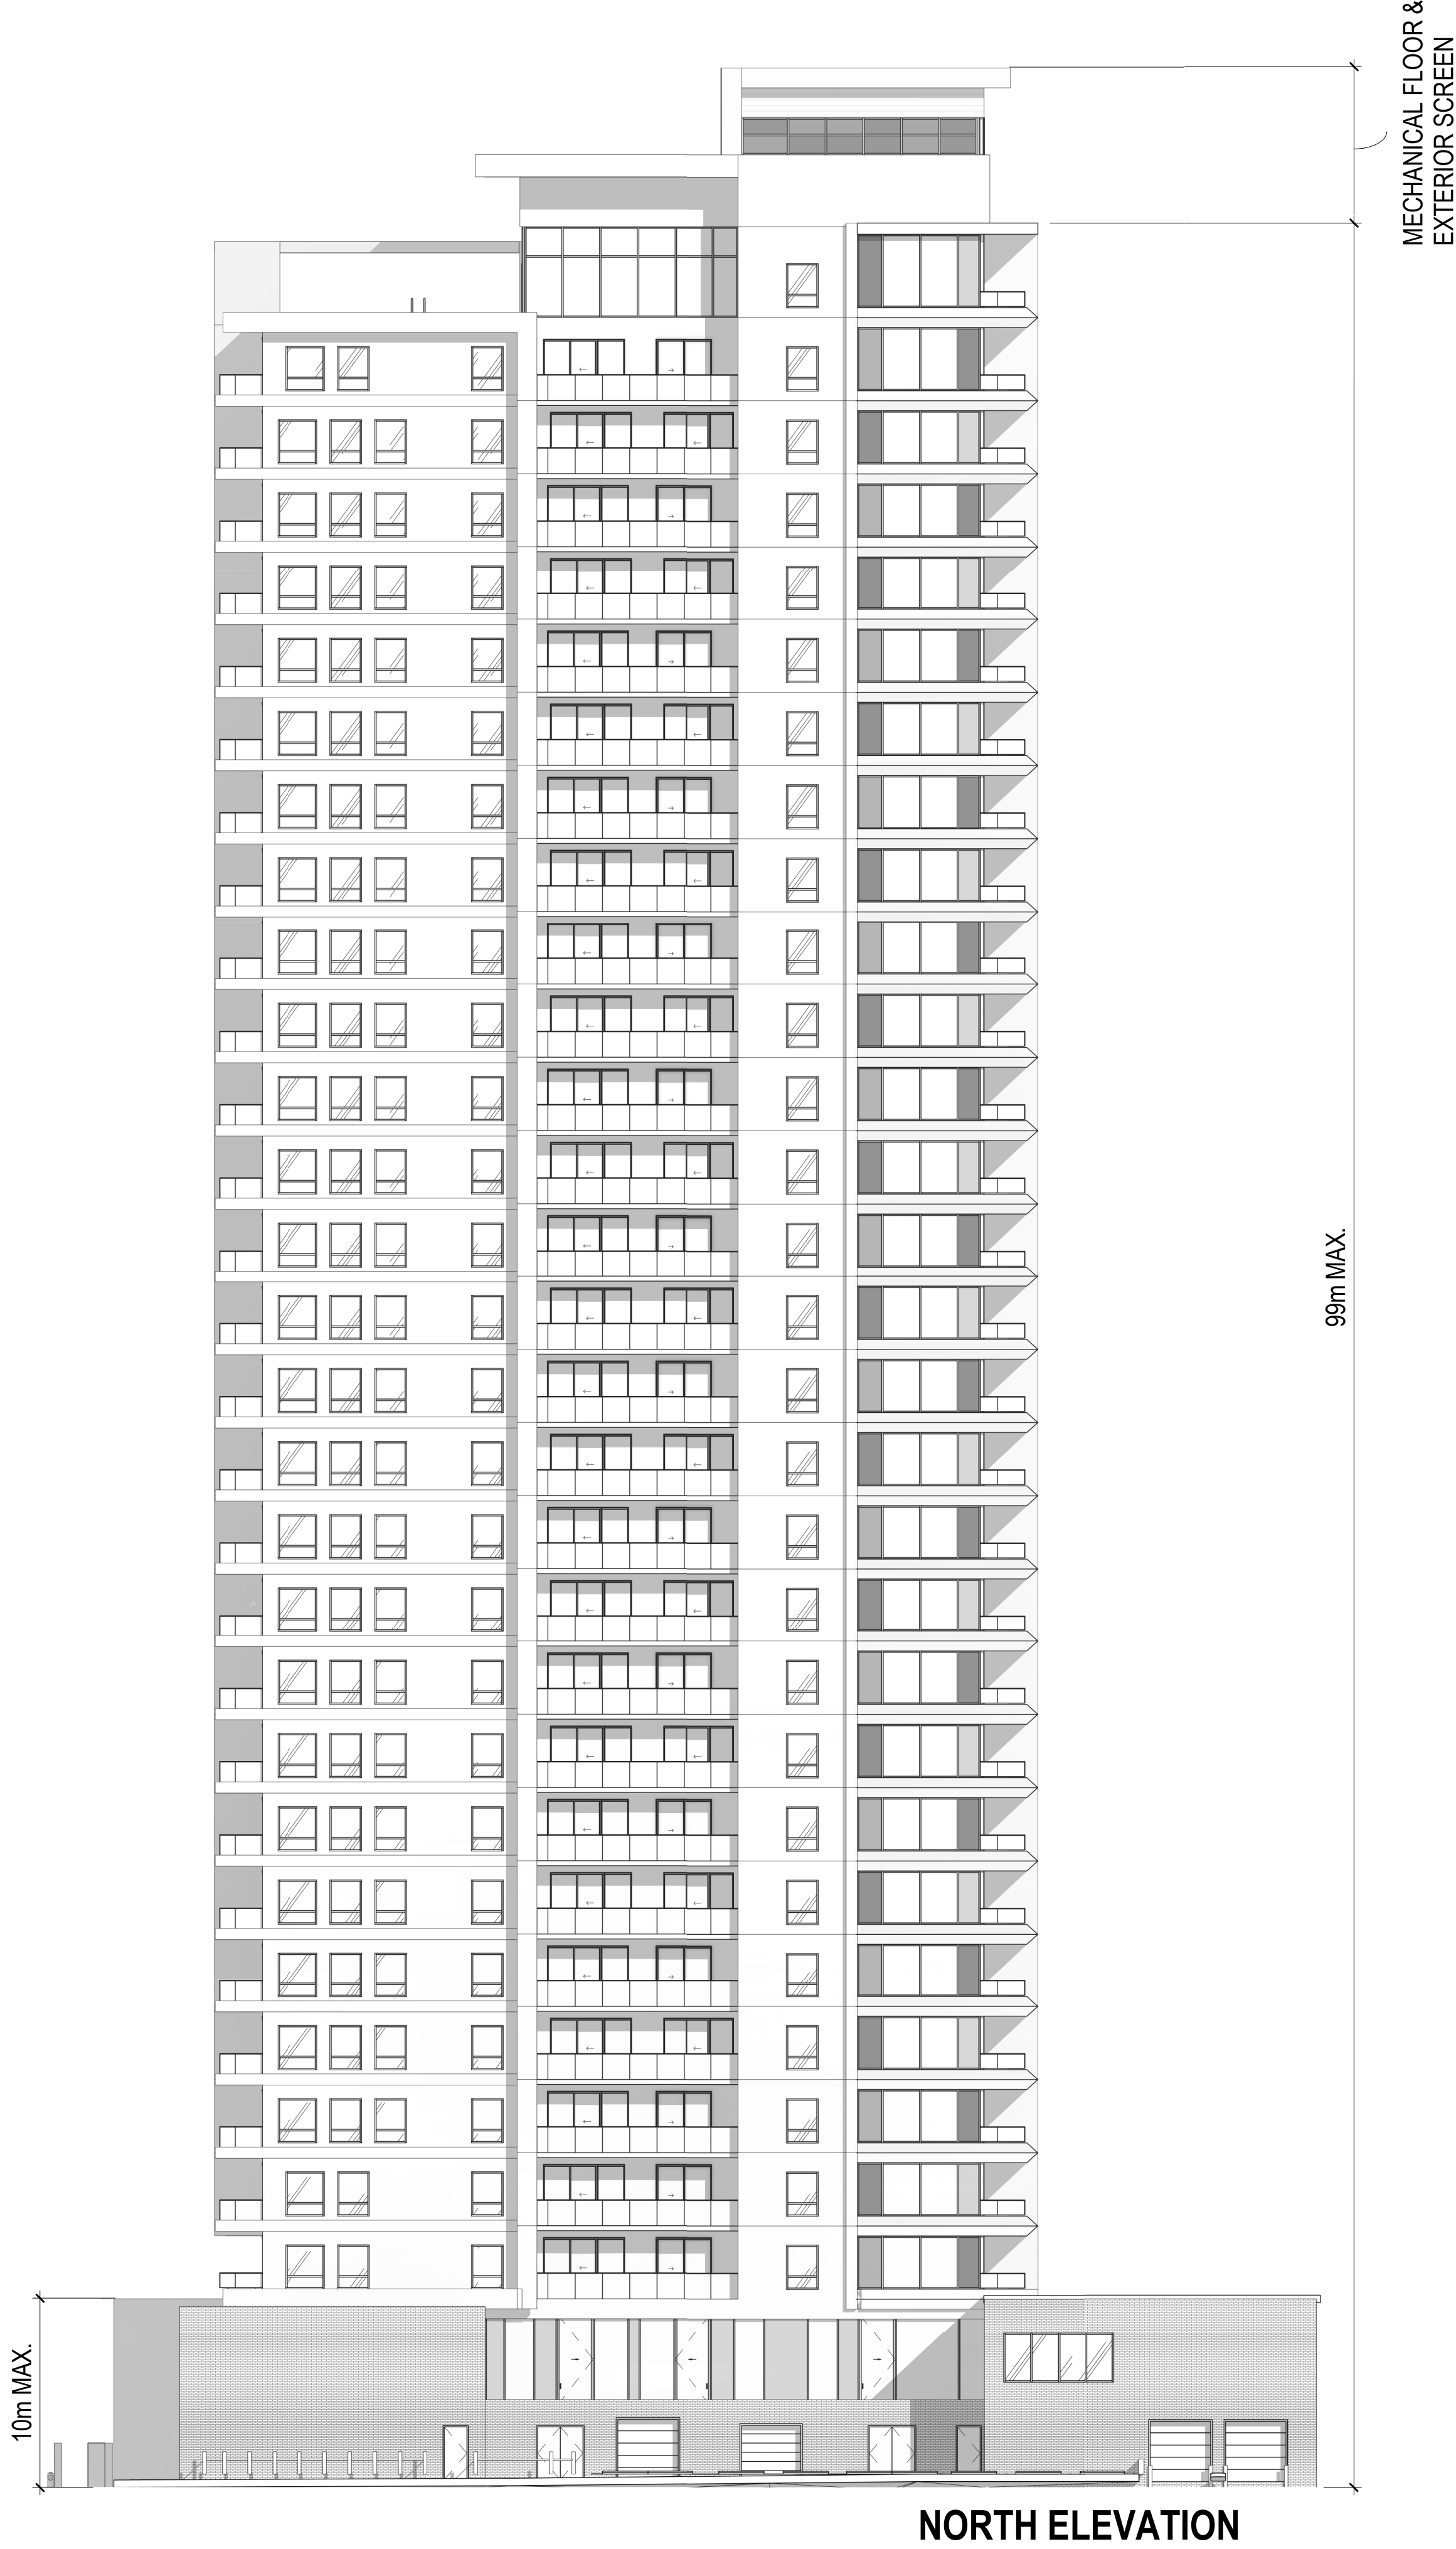 MECHANICAL FLOOR &
EXTERIOR SCREEN
99m MAX.
10m MAX.
NORTH ELEVATION